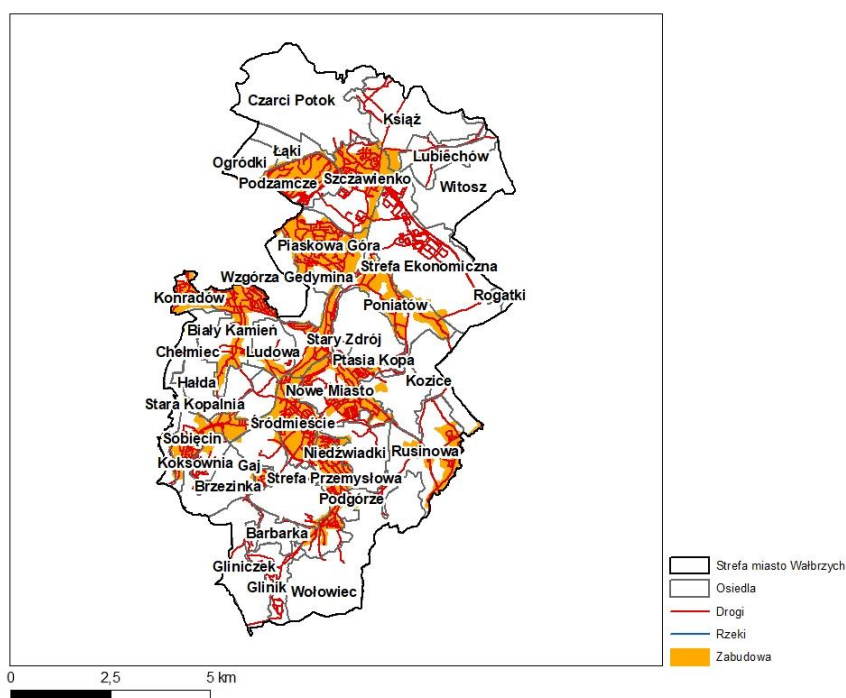 Czarci Potok
Książ
Łąki
Lubiechów
Ogródki
Podzamcze
Szczawienko
Witosz
Piaskowa Góra
Strefa Ekonomiczna
Wzgórza Gedymina
Konradów
Rogatki
Poniatów
Biały Kamień
Stary Zdrój
Chełmiec
Ludowa
Ptasia Kopa
Hałda
Kozice
Nowe Miasto
Stara Kopalnia
Śródmieście
Sobięcin
Niedźwiadki
Rusinowa
Koksownia
Gaj
Strefa Przemysłowa
Brzezinka
Podgórze
Barbarka
Gliniczek
Glinik
Wołowiec
Strefa miasto Wałbrzych
Osiedla
Drogi
Rzeki
Zabudowa
0 2,5 5 km